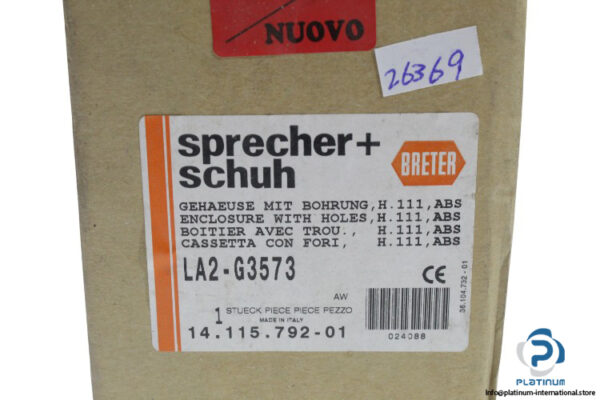 NUOVO
26369
sprecher+
schuh
BRETER
GEHAEUSE MIT BOHRUNG, H.111, ABS
ENCLOSURE WITH HOLES, H.111, ABS
BOITIER AVEC TROU., H.111, ABS
CASSETTA CON FORI, H.111, ABS
LA2-G3573
CE
AW
1 STUECK PIECE PIECE PEZZO
MADE IN ITALY
14.115.792-01
024088
36.104.732-01
PLATINUM
info@platinum-international.store